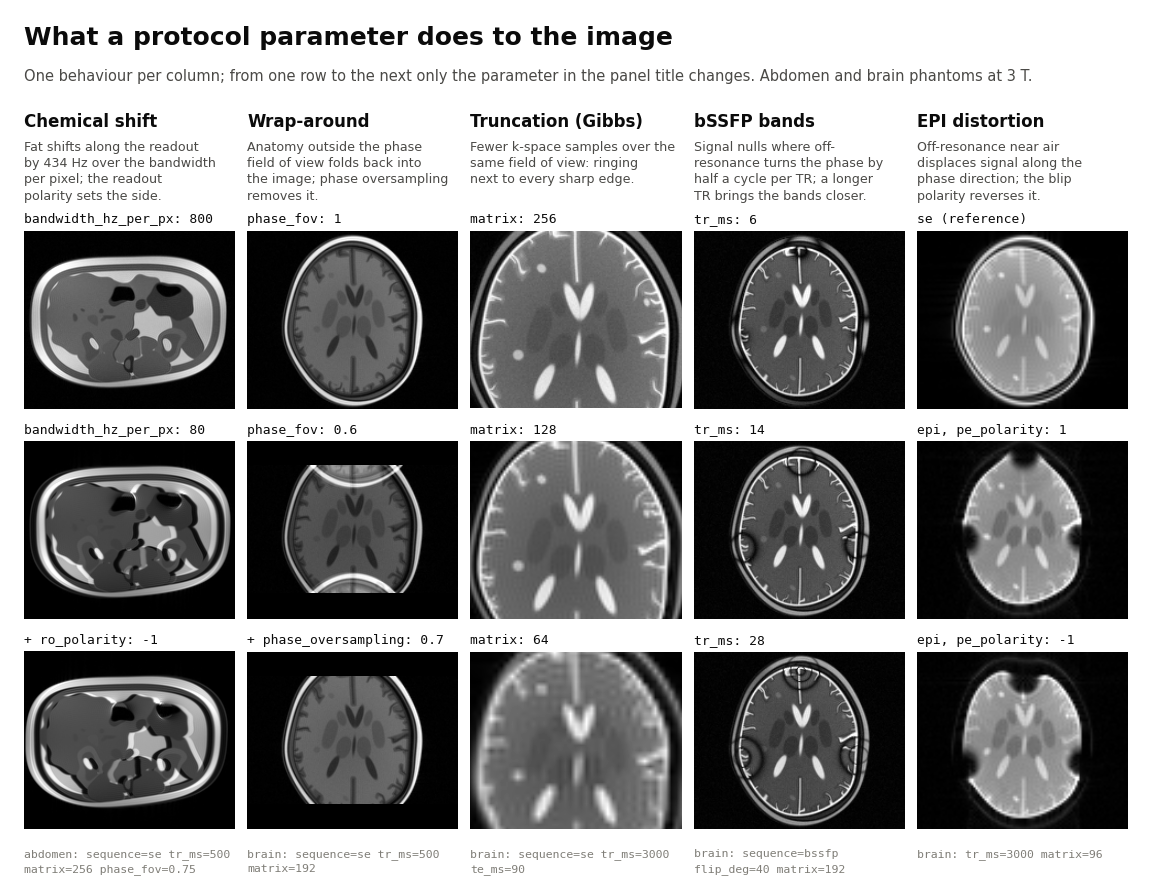 What a protocol parameter does to the image
One behaviour per column; from one row to the next only the parameter in the panel title changes. Abdomen and brain phantoms at 3 T.
Chemical shift
Fat shifts along the readout
by 434 Hz over the bandwidth
per pixel; the readout
polarity sets the side.
Wrap-around
Anatomy outside the phase
field of view folds back into
the image; phase oversampling
removes it.
Truncation (Gibbs)
Fewer k-space samples over the
same field of view: ringing
next to every sharp edge.
bSSFP bands
Signal nulls where off-
resonance turns the phase by
half a cycle per TR; a longer
TR brings the bands closer.
EPI distortion
Off-resonance near air
displaces signal along the
phase direction; the blip
polarity reverses it.
bandwidth_hz_per_px: 800
phase_fov: 1
matrix: 256
tr_ms: 6
se (reference)
bandwidth_hz_per_px: 80
phase_fov: 0.6
matrix: 128
tr_ms: 14
epi, pe_polarity: 1
+ ro_polarity: -1
+ phase_oversampling: 0.7
matrix: 64
tr_ms: 28
epi, pe_polarity: -1
abdomen: sequence=se tr_ms=500
matrix=256 phase_fov=0.75
brain: sequence=se tr_ms=500
matrix=192
brain: sequence=se tr_ms=3000
te_ms=90
brain: sequence=bssfp
flip_deg=40 matrix=192
brain: tr_ms=3000 matrix=96